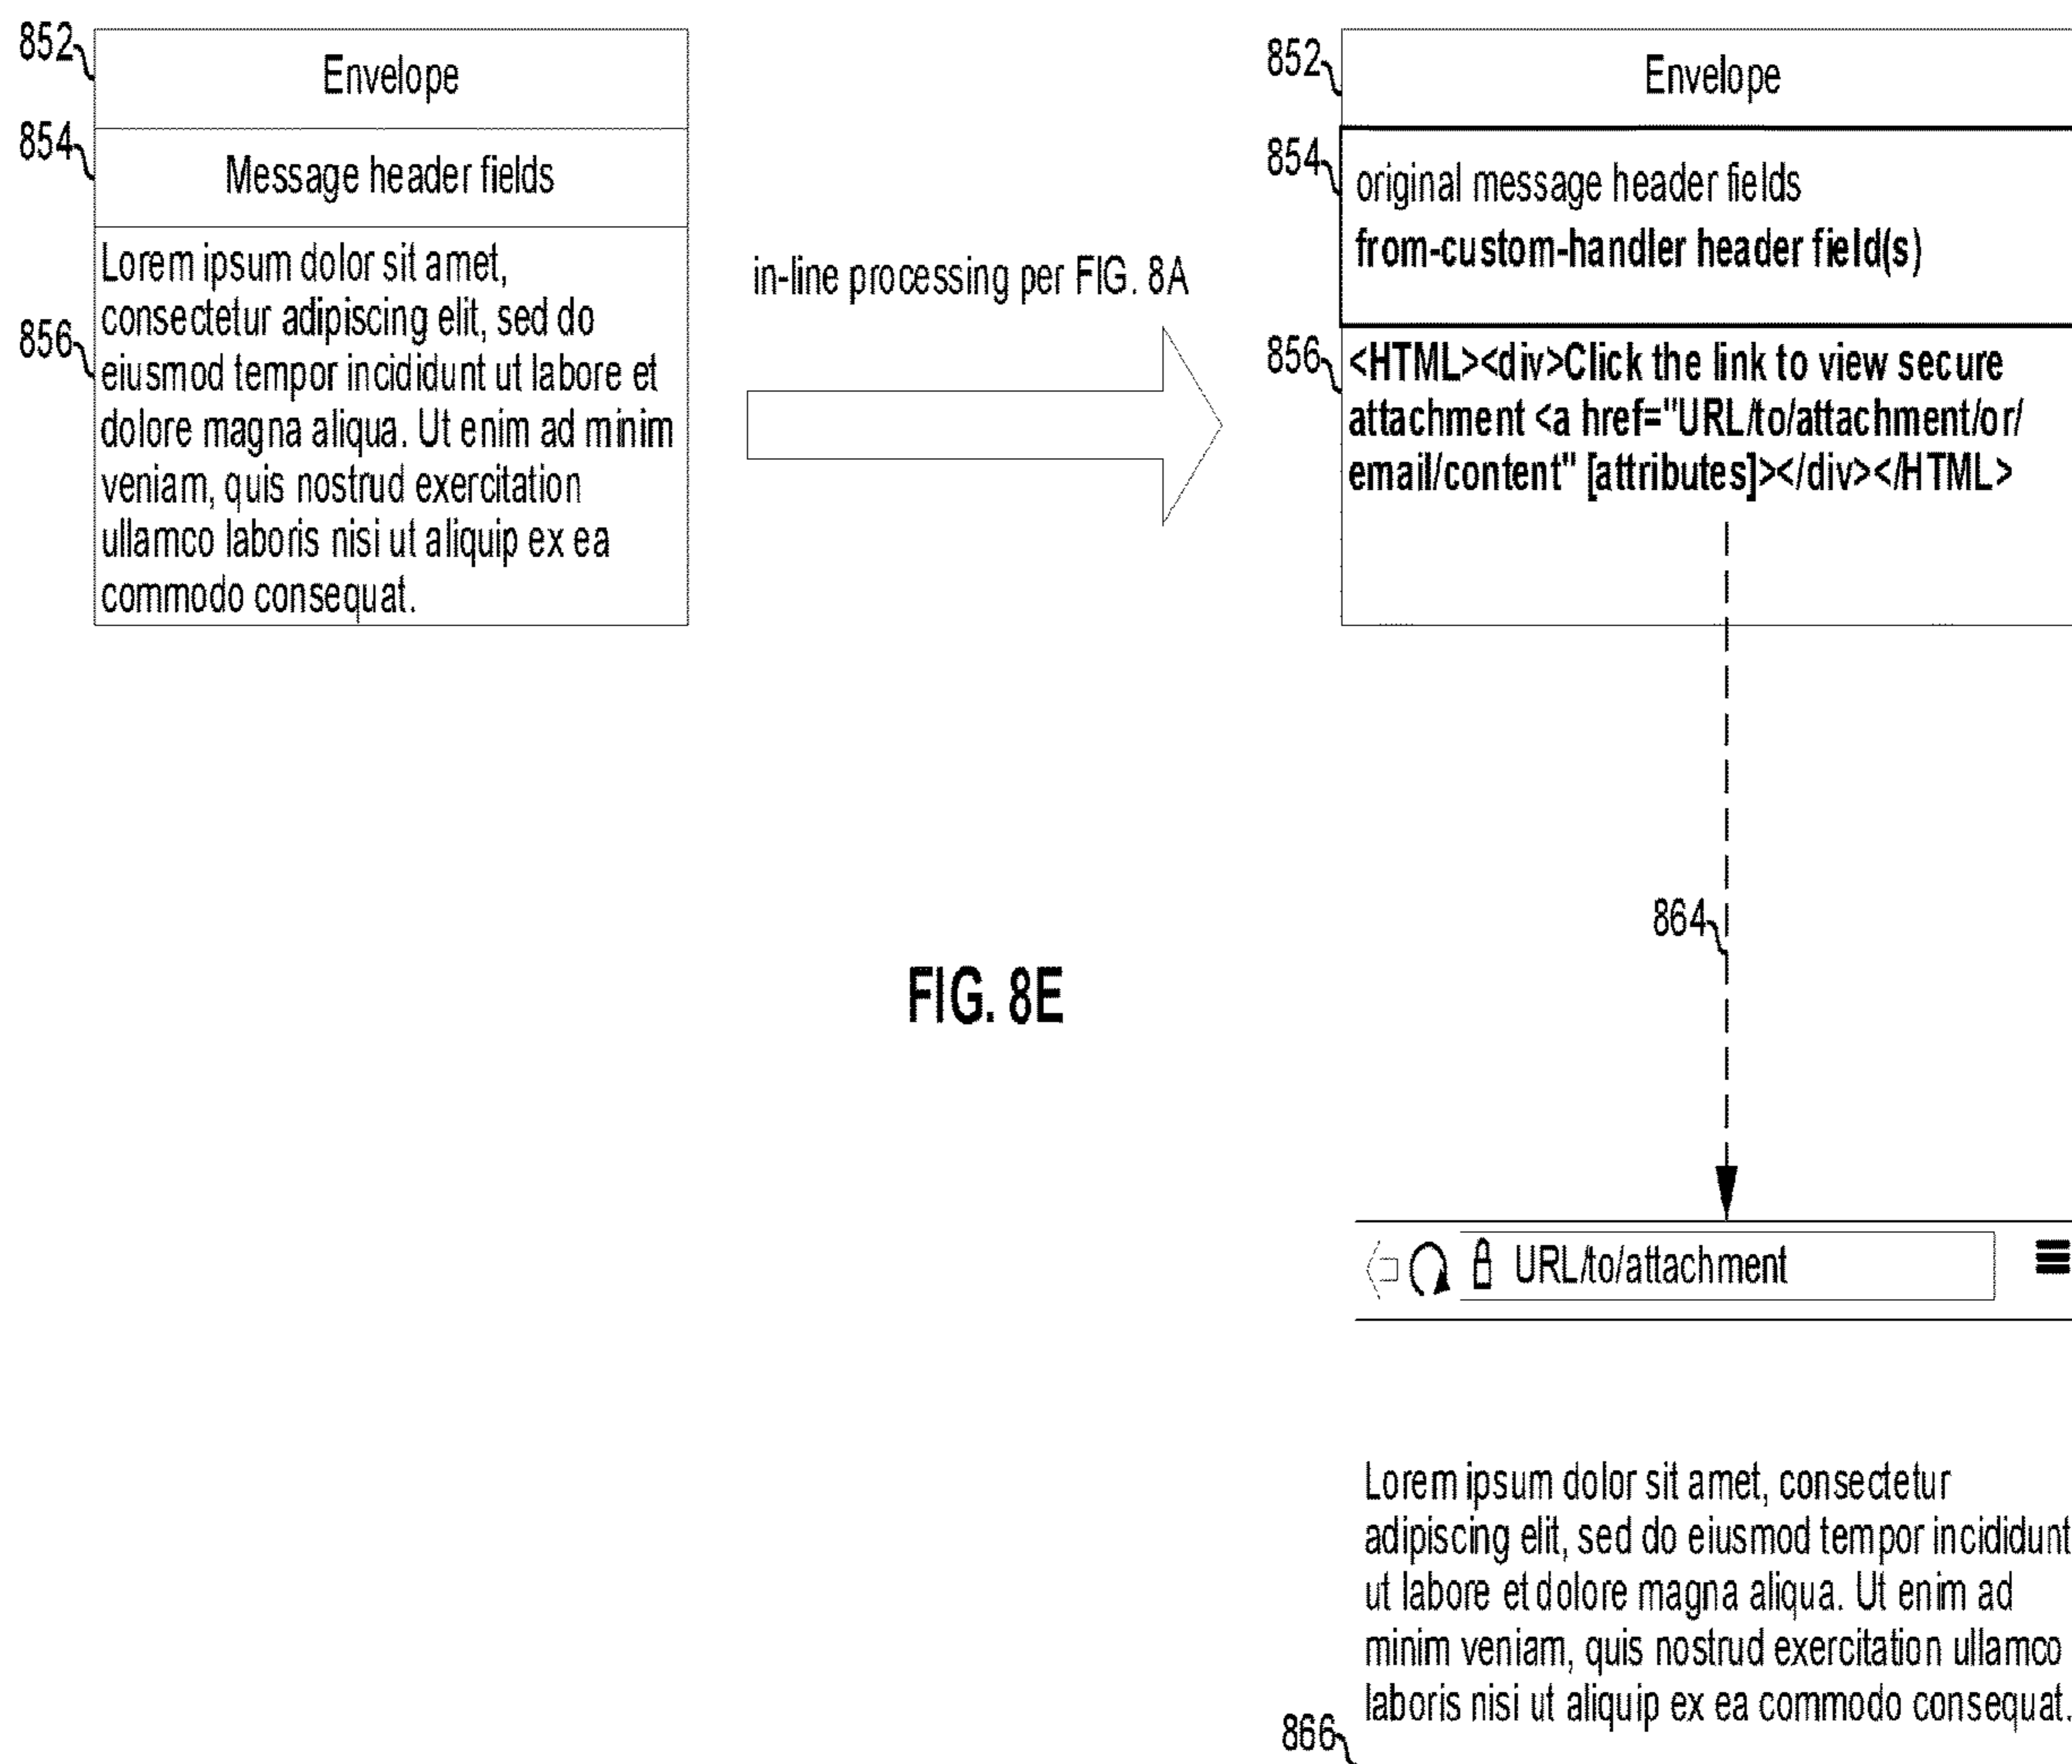 852
Envelope
854
Message header fields
856
Lorem ipsum dolor sit amet,
consectetur adipiscing elit, sed do
eiusmod tempor incididunt ut labore et
dolore magna aliqua. Ut enim ad minim
veniam, quis nostrud exercitation
ullamco laboris nisi ut aliquip ex ea
commodo consequat.
in-line processing per FIG. 8A
852
Envelope
854
original message header fields
from-custom-handler header field(s)
856
<HTML><div>Click the link to view secure
attachment <a href="URL/to/attachment/or/
email/content" [attributes]></div></HTML>
864
FIG. 8E
URL/to/attachment
Lorem ipsum dolor sit amet, consectetur
adipiscing elit, sed do eiusmod tempor incididunt
ut labore et dolore magna aliqua. Ut enim ad
minim veniam, quis nostrud exercitation ullamco
laboris nisi ut aliquip ex ea commodo consequat.
866